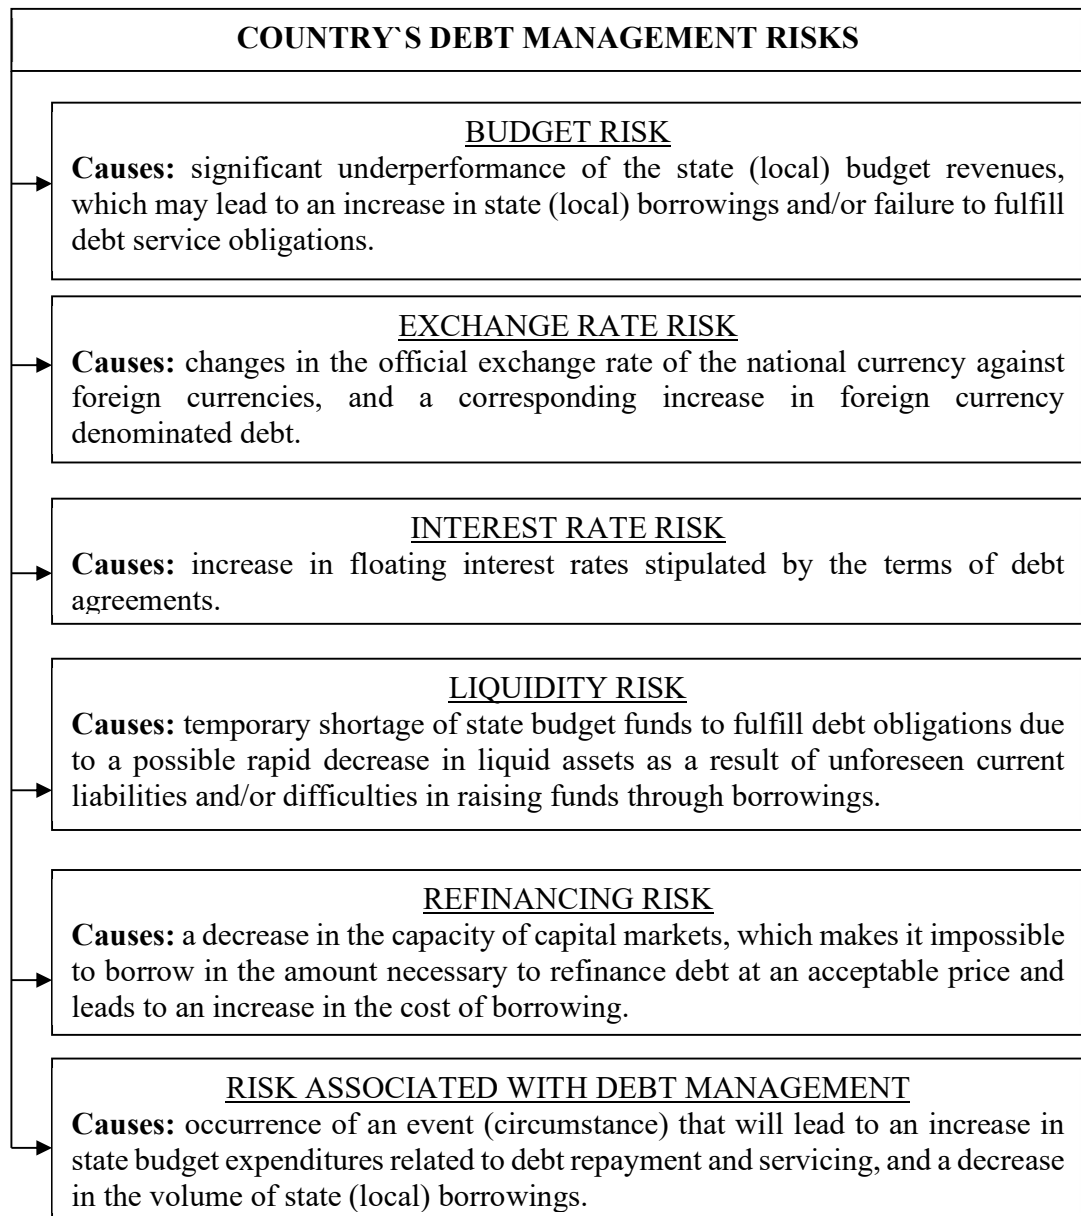 COUNTRY`S DEBT MANAGEMENT RISKS
BUDGET RISK
Causes: significant underperformance of the state (local) budget revenues,
which may lead to an increase in state (local) borrowings and/or failure to fulfill
debt service obligations.
EXCHANGE RATE RISK
Causes: changes in the official exchange rate of the national currency against
foreign currencies, and a corresponding increase in foreign currency
denominated debt.
INTEREST RATE RISK
Causes: increase in floating interest rates stipulated by the terms of debt
agreements.
LIQUIDITY RISK
Causes: temporary shortage of state budget funds to fulfill debt obligations due
to a possible rapid decrease in liquid assets as a result of unforeseen current
liabilities and/or difficulties in raising funds through borrowings.
REFINANCING RISK
Causes: a decrease in the capacity of capital markets, which makes it impossible
to borrow in the amount necessary to refinance debt at an acceptable price and
leads to an increase in the cost of borrowing.
RISK ASSOCIATED WITH DEBT MANAGEMENT
Causes: occurrence of an event (circumstance) that will lead to an increase in
state budget expenditures related to debt repayment and servicing, and a decrease
in the volume of state (local) borrowings.